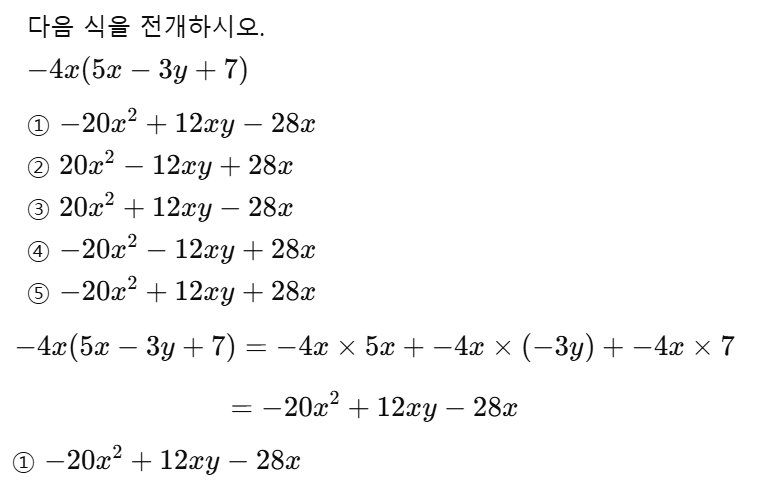 다음 식을 전개하시오.
−4x(5x − 3y + 7)
① −20x² + 12xy − 28x
② 20x² − 12xy + 28x
③ 20x² + 12xy − 28x
④ −20x² − 12xy + 28x
⑤ −20x² + 12xy + 28x
−4x(5x − 3y + 7) = −4x × 5x + −4x × (−3y) + −4x × 7
= −20x² + 12xy − 28x
① −20x² + 12xy − 28x